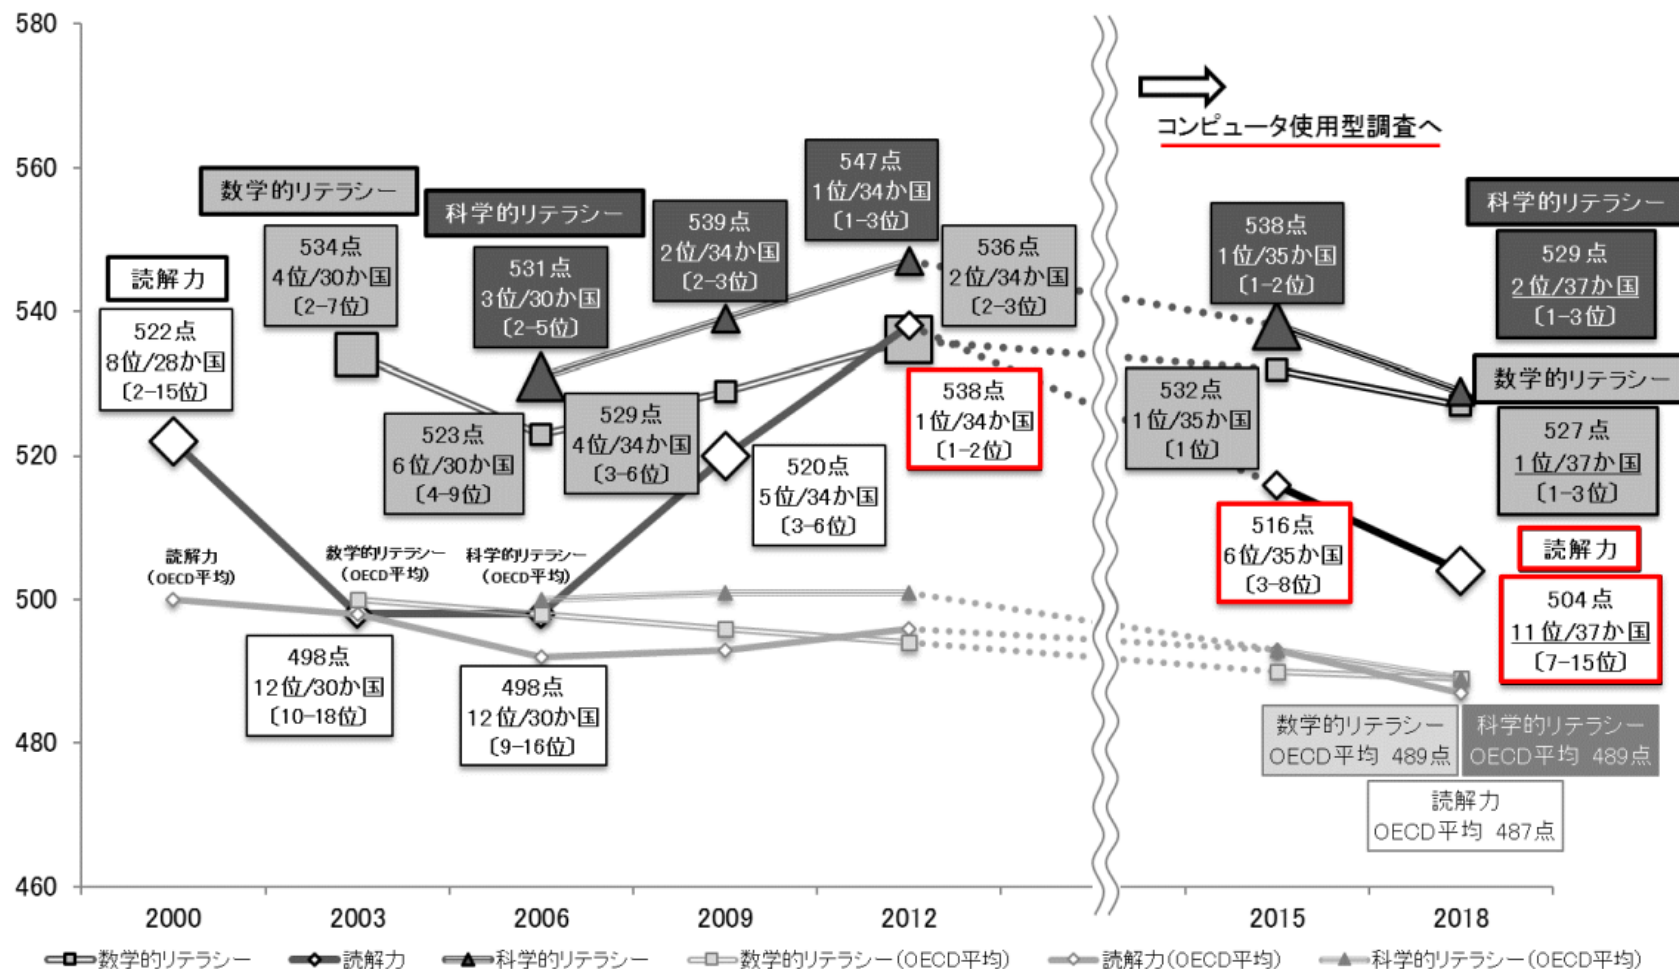 580
560
540
520
500
480
460
コンピュータ使用型調査へ
読解力
522点
8位/28か国
〔2−15位〕
数学的リテラシー
534点
4位/30か国
〔2−7位〕
科学的リテラシー
531点
3位/30か国
〔2−5位〕
539点
2位/34か国
〔2−3位〕
547点
1位/34か国
〔1−3位〕
536点
2位/34か国
〔2−3位〕
523点
6位/30か国
〔4−9位〕
529点
4位/34か国
〔3−6位〕
520点
5位/34か国
〔3−6位〕
538点
1位/34か国
〔1−2位〕
538点
1位/35か国
〔1−2位〕
532点
1位/35か国
〔1位〕
516点
6位/35か国
〔3−8位〕
科学的リテラシー
529点
2位/37か国
〔1−3位〕
数学的リテラシー
527点
1位/37か国
〔1−3位〕
読解力
504点
11位/37か国
〔7−15位〕
読解力
（OECD平均）
数学的リテラシー
（OECD平均）
科学的リテラシー
（OECD平均）
498点
12位/30か国
〔10−18位〕
498点
12位/30か国
〔9−16位〕
数学的リテラシー
OECD平均 489点
科学的リテラシー
OECD平均 489点
読解力
OECD平均 487点
2000
2003
2006
2009
2012
2015
2018
数学的リテラシー
読解力
科学的リテラシー
数学的リテラシー（OECD平均）
読解力（OECD平均）
科学的リテラシー（OECD平均）